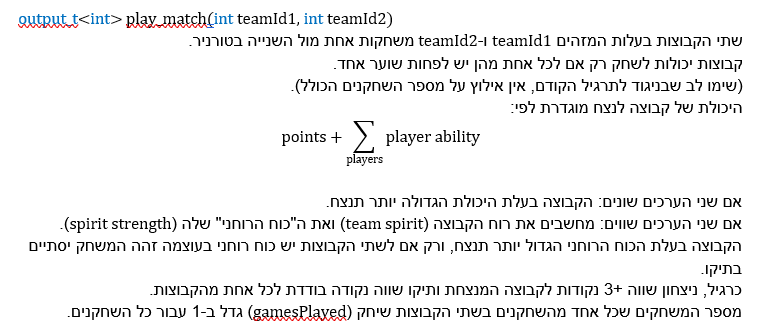 output_t<int> play_match(int teamId1, int teamId2)
שתי הקבוצות בעלות המזהים teamId1 ו-teamId2 משחקות אחת מול השנייה בטורניר.
קבוצות יכולות לשחק רק אם לכל אחת מהן יש לפחות שוער אחד.
(שימו לב שבניגוד לתרגיל הקודם, אין אילוץ על מספר השחקנים הכולל).
היכולת של קבוצה לנצח מוגדרת לפי:
points + ∑ player ability
players
אם שני הערכים שונים: הקבוצה בעלת היכולת הגדולה יותר תנצח.
אם שני הערכים שווים: מחשבים את רוח הקבוצה (team spirit) ואת ה"כוח הרוחני" שלה (spirit strength).
הקבוצה בעלת הכוח הרוחני הגדול יותר תנצח, ורק אם לשתי הקבוצות יש כוח רוחני בעוצמה זהה המשחק יסתיים
בתיקו.
כרגיל, ניצחון שווה +3 נקודות לקבוצה המנצחת ותיקו שווה נקודה בודדת לכל אחת מהקבוצות.
מספר המשחקים שכל אחד מהשחקנים בשתי הקבוצות שיחק (gamesPlayed) גדל ב-1 עבור כל השחקנים.